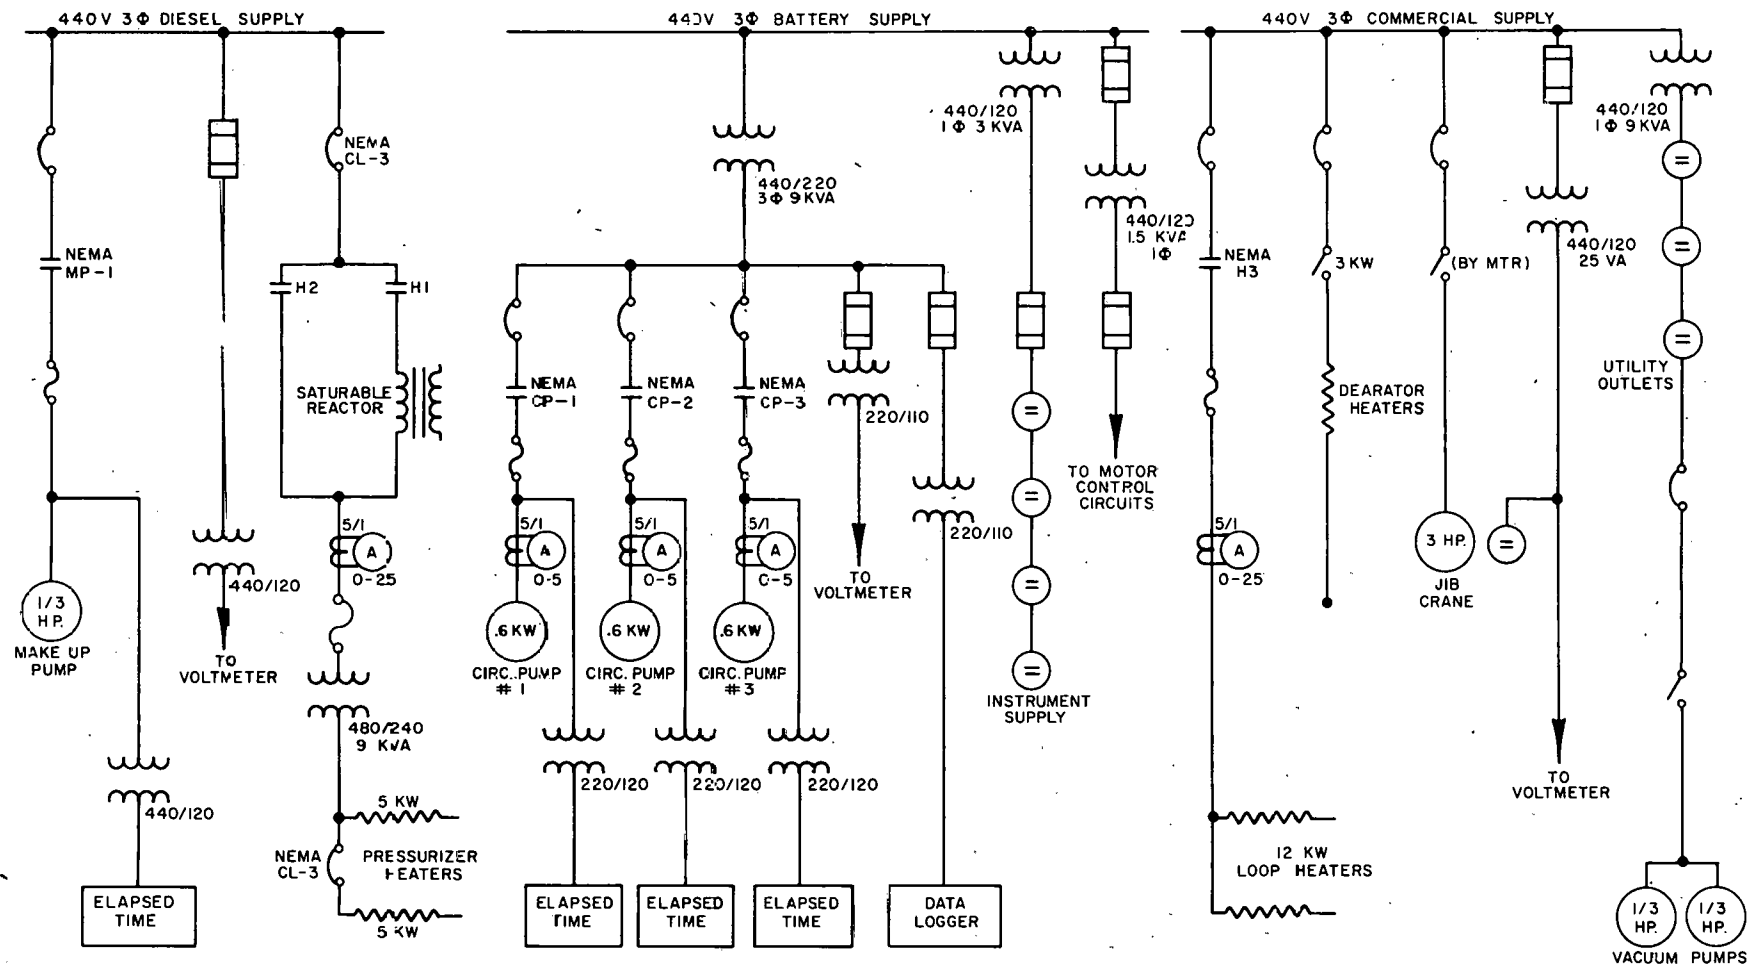 440V 3Φ DIESEL SUPPLY
440V 3Φ BATTERY SUPPLY
440V 3Φ COMMERCIAL SUPPLY
NEMA
CL-3
NEMA
MP-1
H2
H1
SATURABLE
REACTOR
5/1
A
0-25
440/120
1/3
HP.
MAKE UP
PUMP
TO
VOLTMETER
480/240
9 KVA
440/120
5 KW
NEMA
CL-3
PRESSURIZER
HEATERS
5 KW
ELAPSED
TIME
440/220
3Φ 9 KVA
440/120
1Φ 3 KVA
440/120
1.5 KVA
1Φ
NEMA
CP-1
NEMA
CP-2
NEMA
CP-3
220/110
220/110
5/1
A
0-5
5/1
A
0-5
5/1
A
0-5
.6 KW
.6 KW
.6 KW
CIRC. PUMP
# 1
CIRC. PUMP
# 2
CIRC. PUMP
# 3
TO
VOLTMETER
TO MOTOR
CONTROL
CIRCUITS
INSTRUMENT
SUPPLY
220/120
220/120
220/120
ELAPSED
TIME
ELAPSED
TIME
ELAPSED
TIME
DATA
LOGGER
440/120
1Φ 9 KVA
NEMA
H3
3 KW
(BY MTR)
440/120
25 VA
DEARATOR
HEATERS
UTILITY
OUTLETS
5/1
A
0-25
3 HP.
JIB
CRANE
TO
VOLTMETER
12 KW
LOOP HEATERS
1/3
HP.
1/3
HP.
VACUUM PUMPS